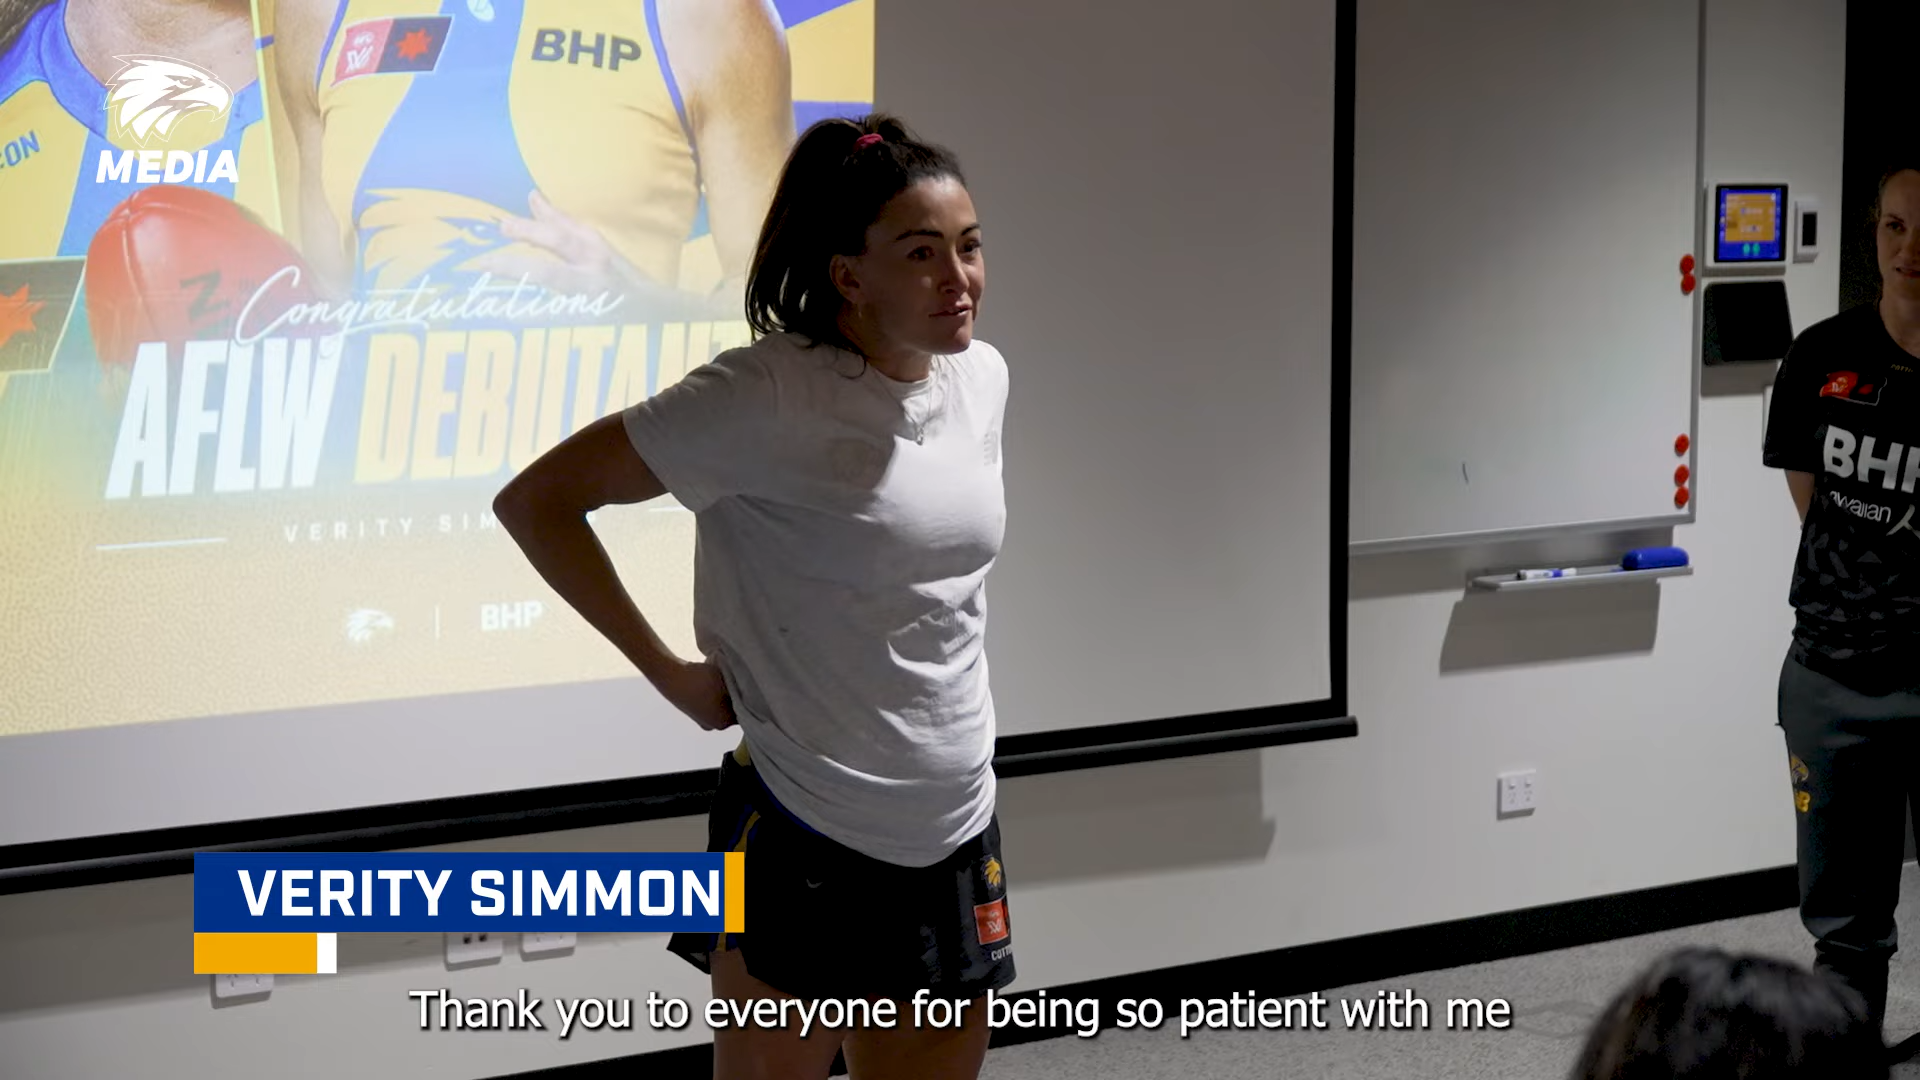 MEDIA
BHP
Congratulations
AFLW DEBUTANT
VERITY SIM
BHP
BHP
VERITY SIMMON
Thank you to everyone for being so patient with me